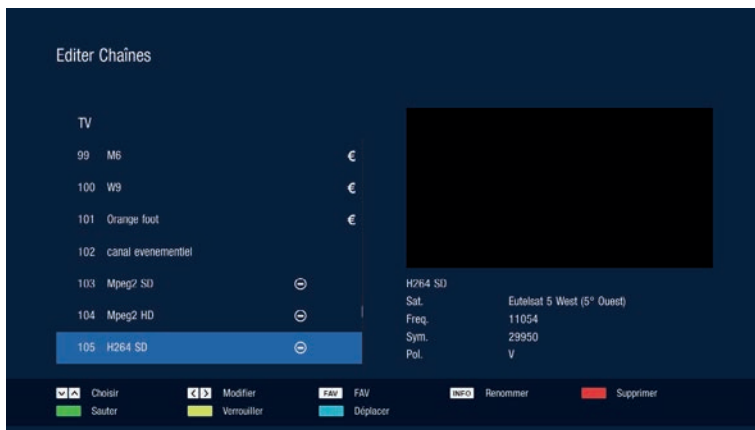 Editer Chaînes
TV
99 M6 €
100 W9 €
101 Orange foot €
102 canal evenementiel
103 Mpeg2 SD
104 Mpeg2 HD
105 H264 SD
H264 SD
Sat. Eutelsat 5 West (5° Ouest)
Freq. 11054
Sym. 29950
Pol. V
Choisir Modifier FAV FAV INFO Renommer Supprimer
Sauter Verrouiller Déplacer